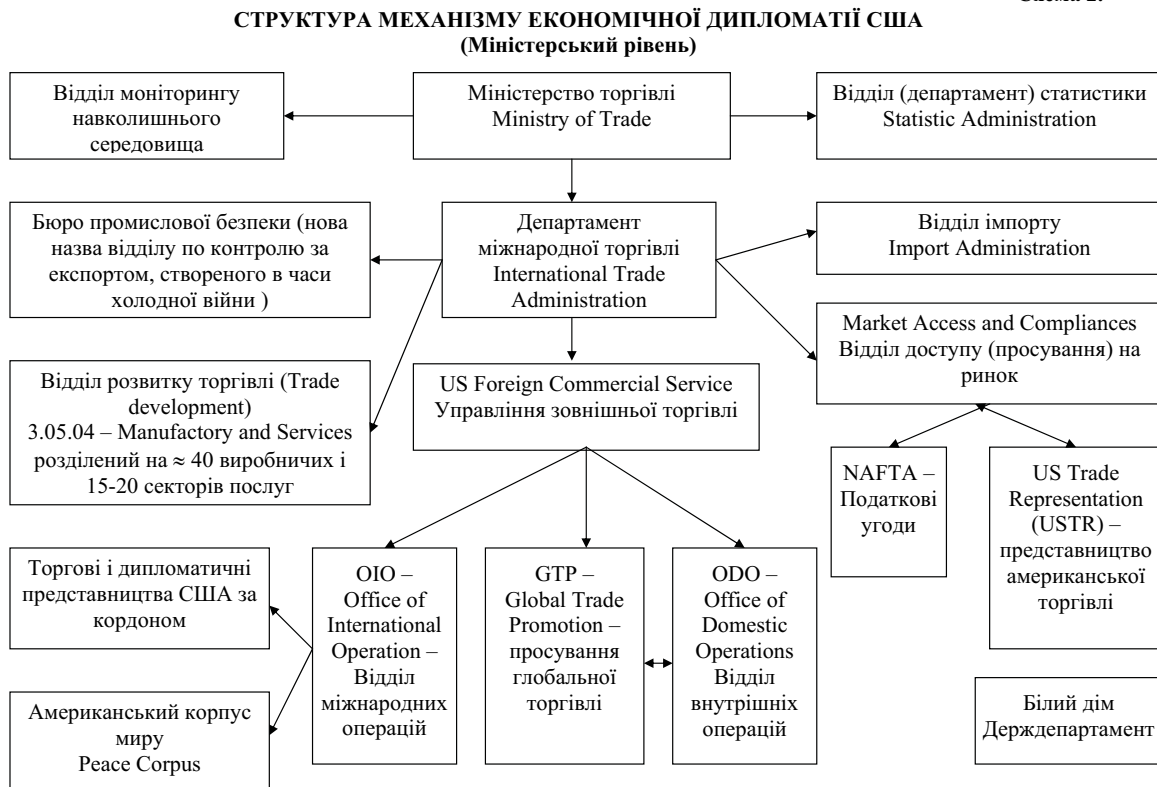 СТРУКТУРА МЕХАНІЗМУ ЕКОНОМІЧНОЇ ДИПЛОМАТІЇ США
(Міністерський рівень)
Відділ моніторингу
навколишнього
середовища
Міністерство торгівлі
Ministry of Trade
Відділ (департамент) статистики
Statistic Administration
Бюро промислової безпеки (нова
назва відділу по контролю за
експортом, створеного в часи
холодної війни )
Департамент
міжнародної торгівлі
International Trade
Administration
Відділ імпорту
Import Administration
Market Access and Compliances
Відділ доступу (просування) на
ринок
Відділ розвитку торгівлі (Trade
development)
3.05.04 – Manufactory and Services
розділений на ≈ 40 виробничих і
15-20 секторів послуг
US Foreign Commercial Service
Управління зовнішньої торгівлі
NAFTA –
Податкові
угоди
US Trade
Representation
(USTR) –
представництво
американської
торгівлі
Торгові і дипломатичні
представництва США за
кордоном
OIO –
Office of
International
Operation –
Відділ
міжнародних
операцій
GTP –
Global Trade
Promotion –
просування
глобальної
торгівлі
ODO –
Office of
Domestic
Operations
Відділ
внутрішніх
операцій
Американський корпус
миру
Peace Corpus
Білий дім
Держдепартамент